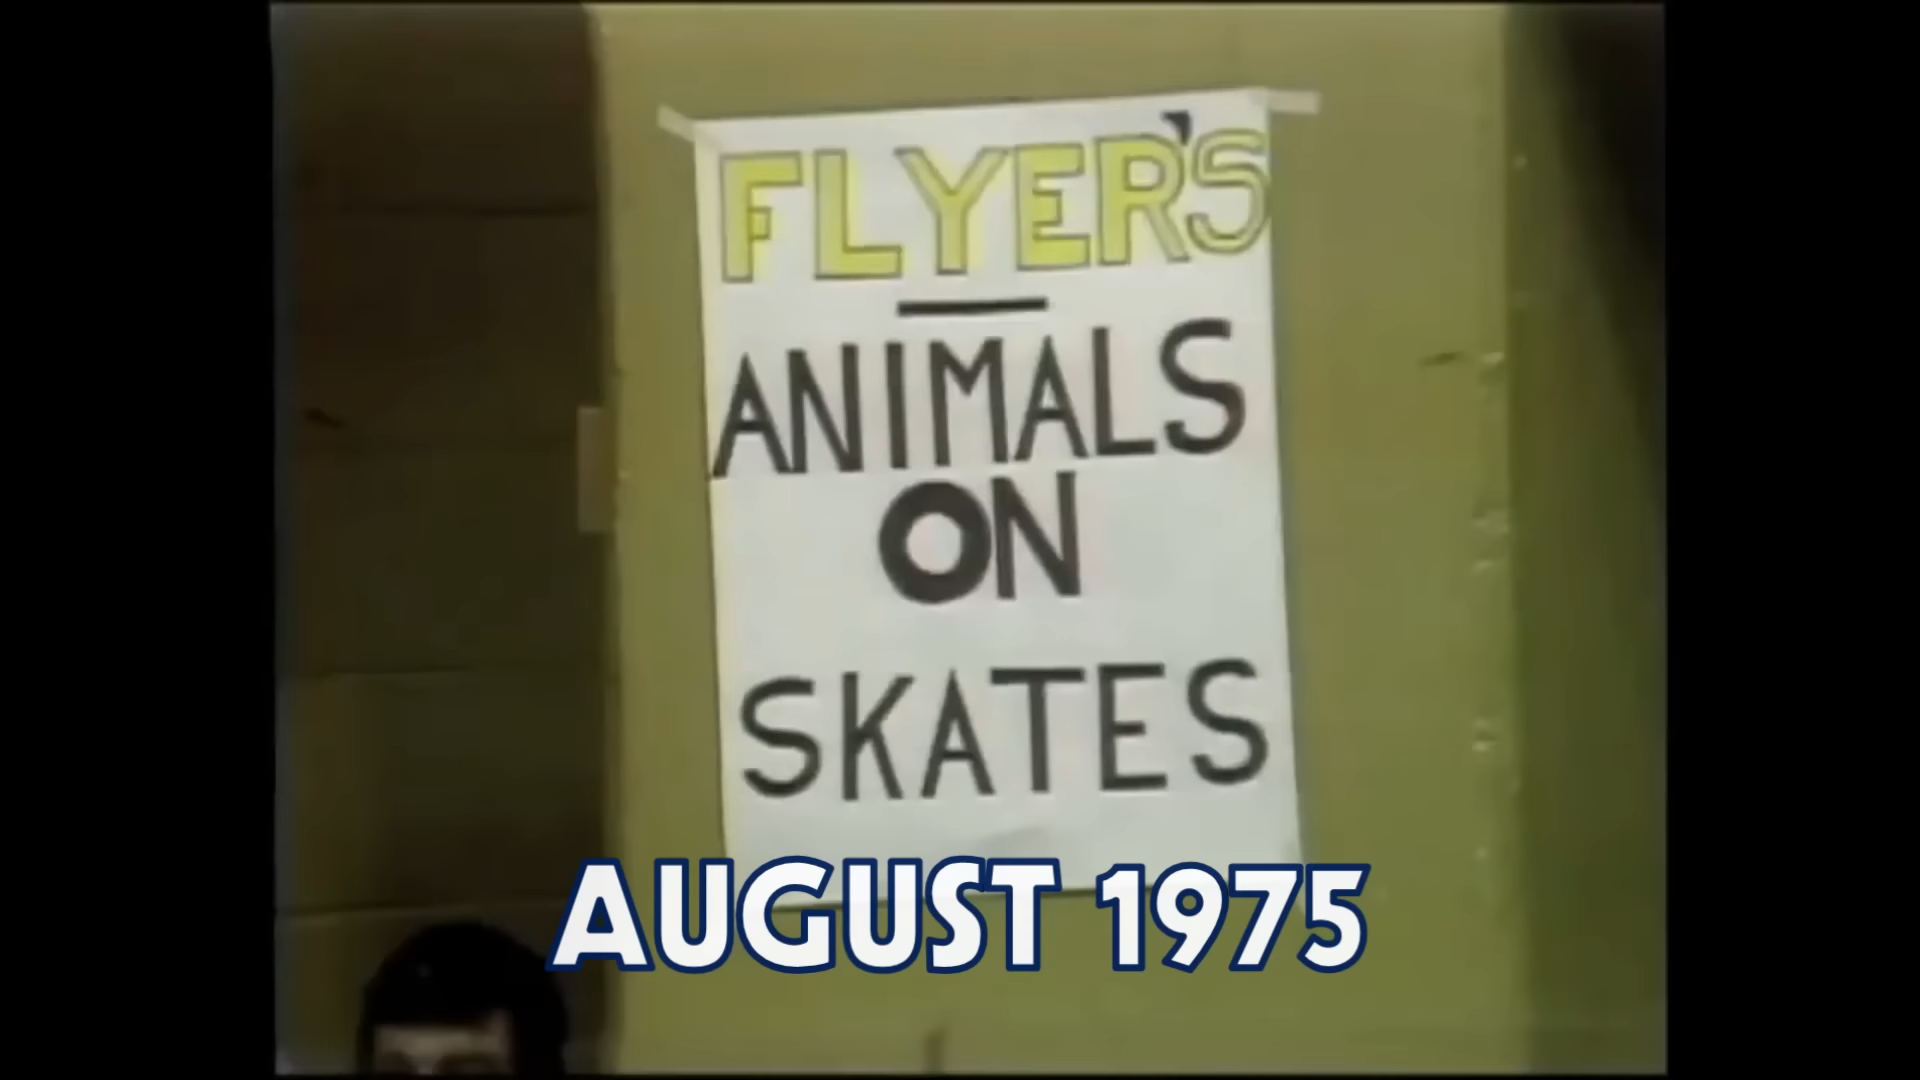 FLYER'S
—
ANIMALS
ON
SKATES
AUGUST 1975